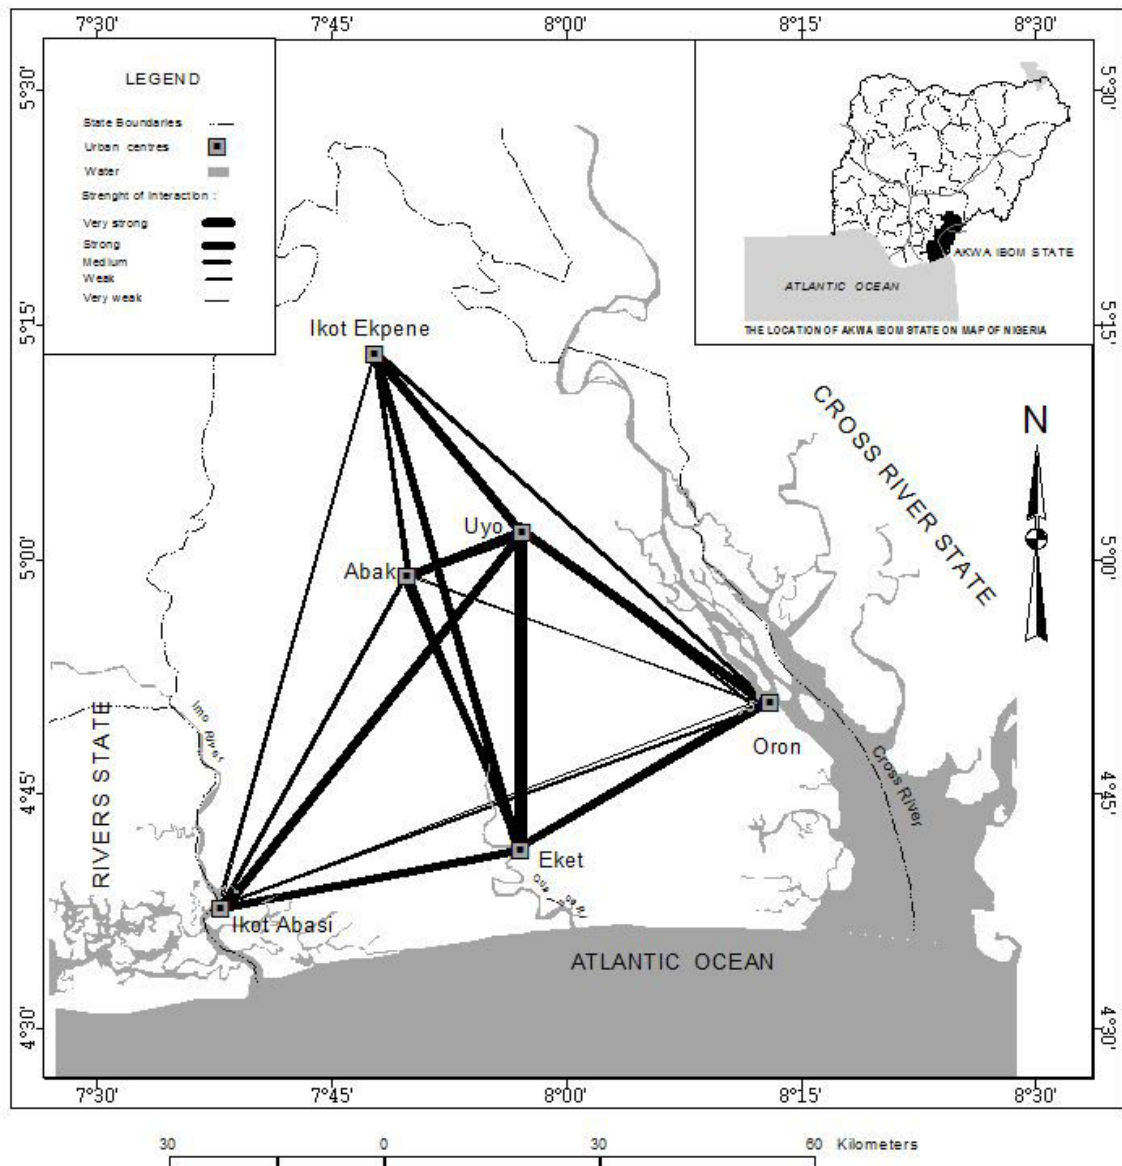 7°30'
7°45'
8°00'
8°15'
8°30'
LEGEND
State Boundaries
Urban centres
Water
Strenght of Interaction :
Very strong
Strong
Medium
Weak
Very weak
AKWA IBOM STATE
ATLANTIC OCEAN
THE LOCATION OF AKWA IBOM STATE ON MAP OF NIGERIA
5°30'
5°30'
5°15'
5°15'
Ikot Ekpene
CROSS RIVER STATE
N
Uyo
Abak
5°00'
5°00'
Imo River
RIVERS STATE
Oron
Cross River
4°45'
4°45'
Eket
Ikot Abasi
ATLANTIC OCEAN
4°30'
4°30'
7°30'
7°45'
8°00'
8°15'
8°30'
30
0
30
60 Kilometers